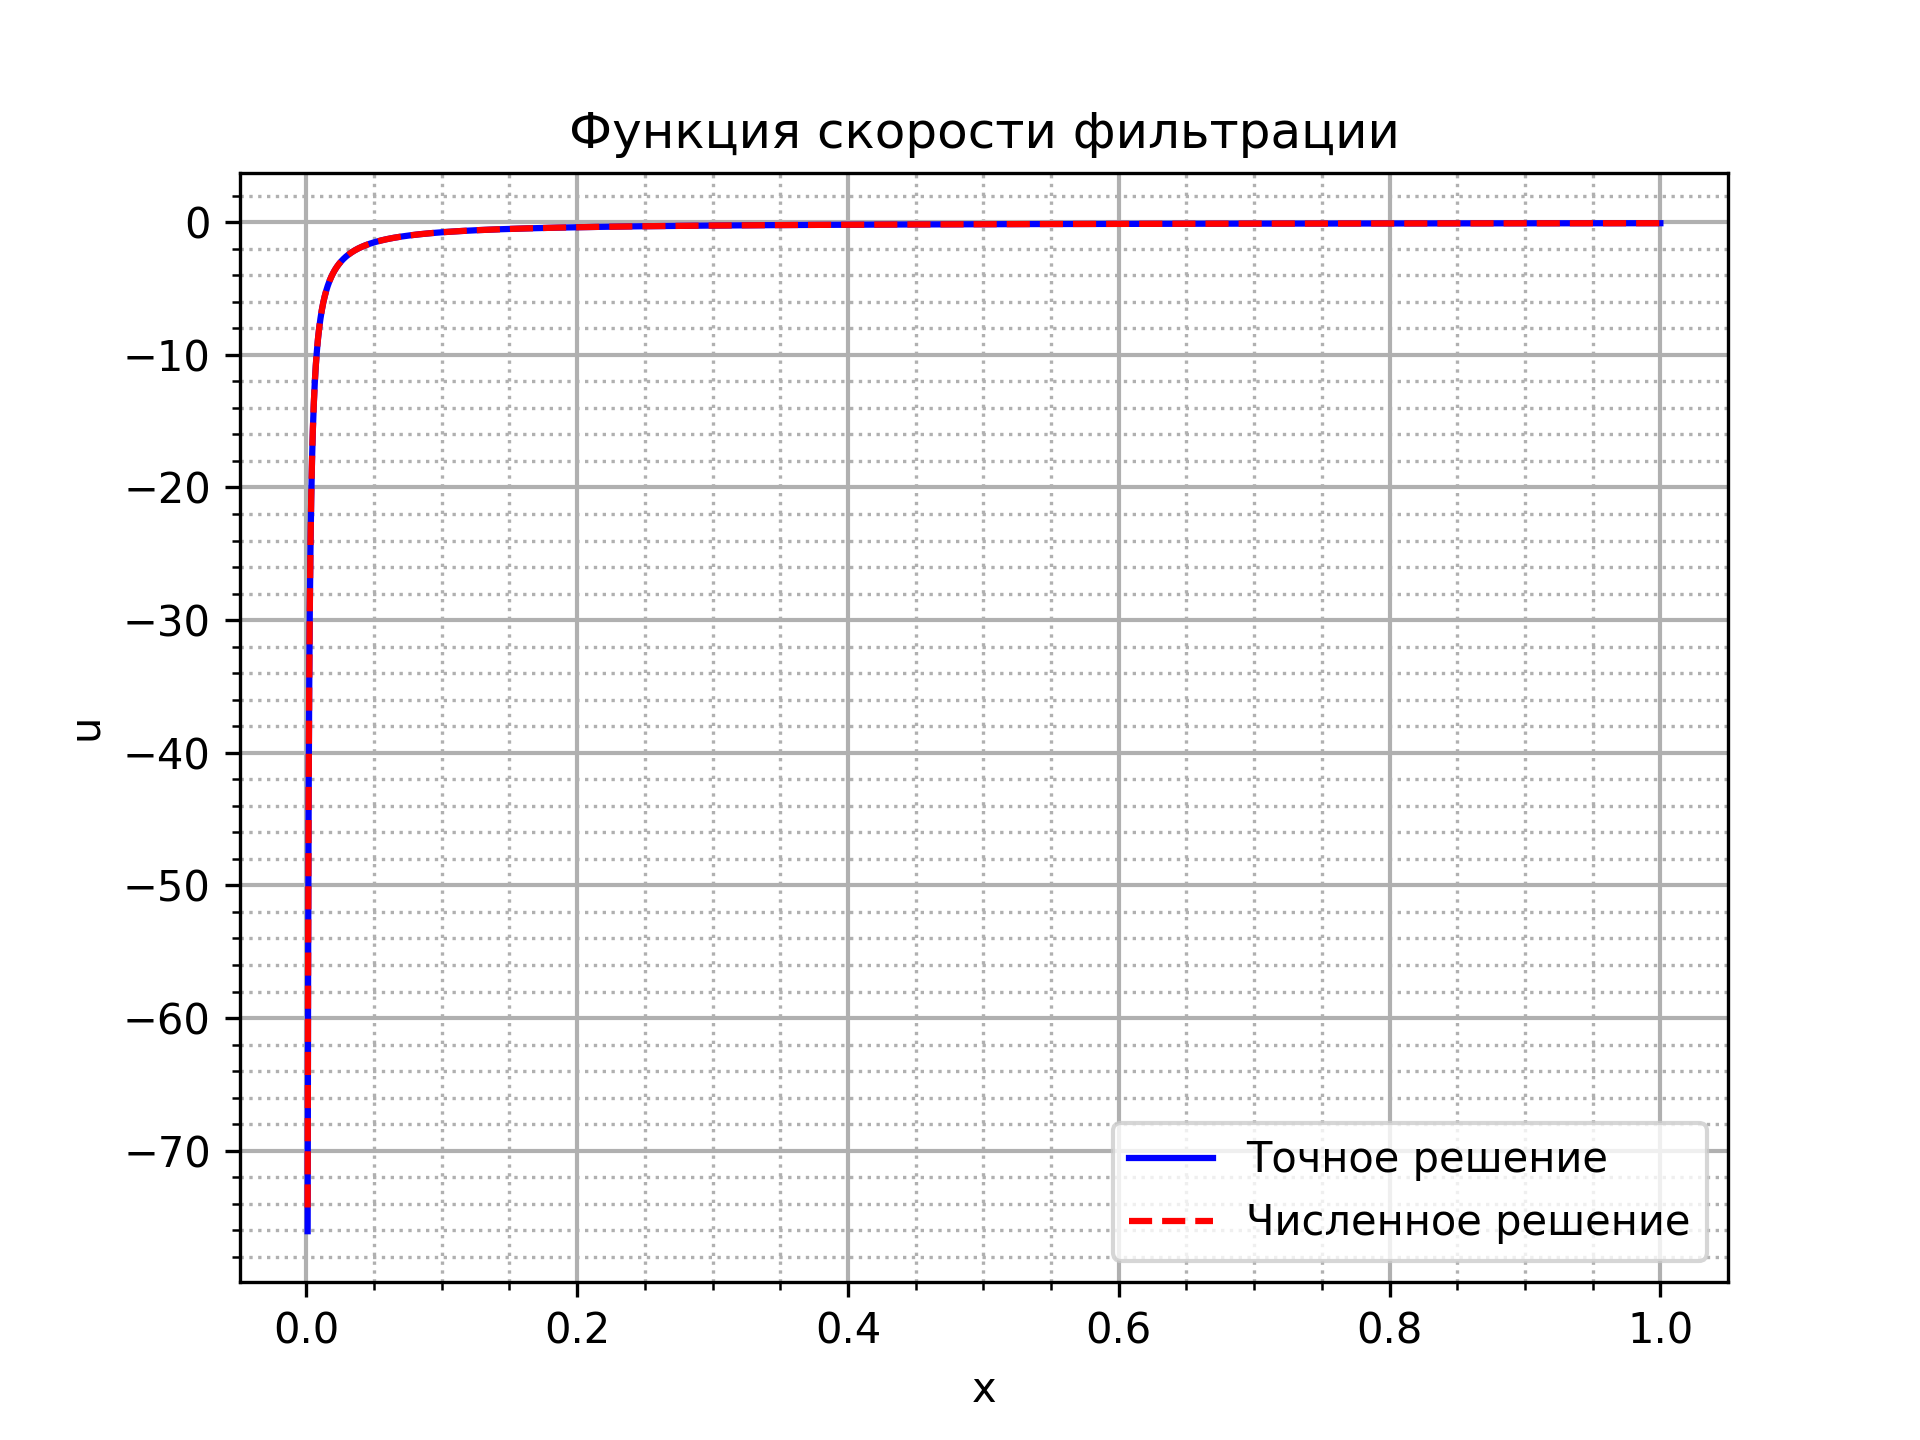 Функция скорости фильтрации
0
−10
−20
−30
−40
−50
−60
−70
u
Точное решение
Численное решение
0.0 0.2 0.4 0.6 0.8 1.0
x